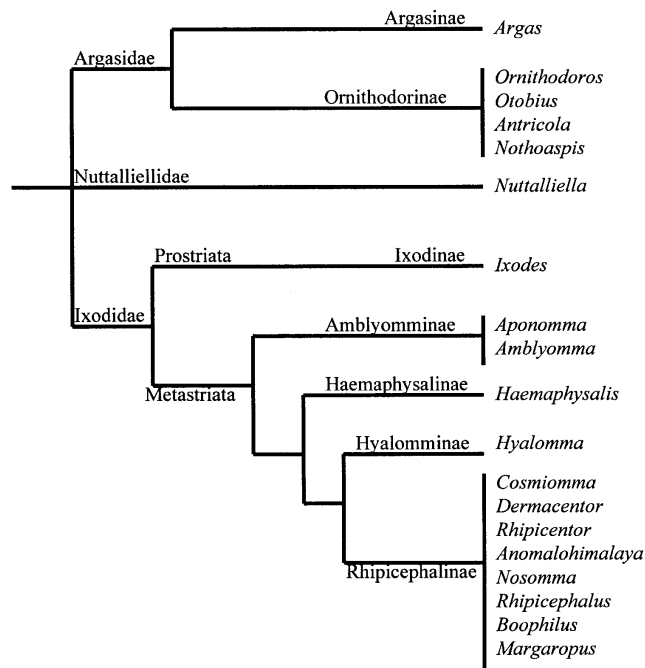 Argasinae
Argas
Argasidae
Ornithodorinae
Ornithodoros
Otobius
Antricola
Nothoaspis
Nuttalliellidae
Nuttalliella
Prostriata
Ixodinae
Ixodes
Ixodidae
Amblyomminae
Aponomma
Amblyomma
Metastriata
Haemaphysalinae
Haemaphysalis
Hyalomminae
Hyalomma
Cosmiomma
Dermacentor
Rhipicentor
Anomalohimalaya
Rhipicephalinae
Nosomma
Rhipicephalus
Boophilus
Margaropus